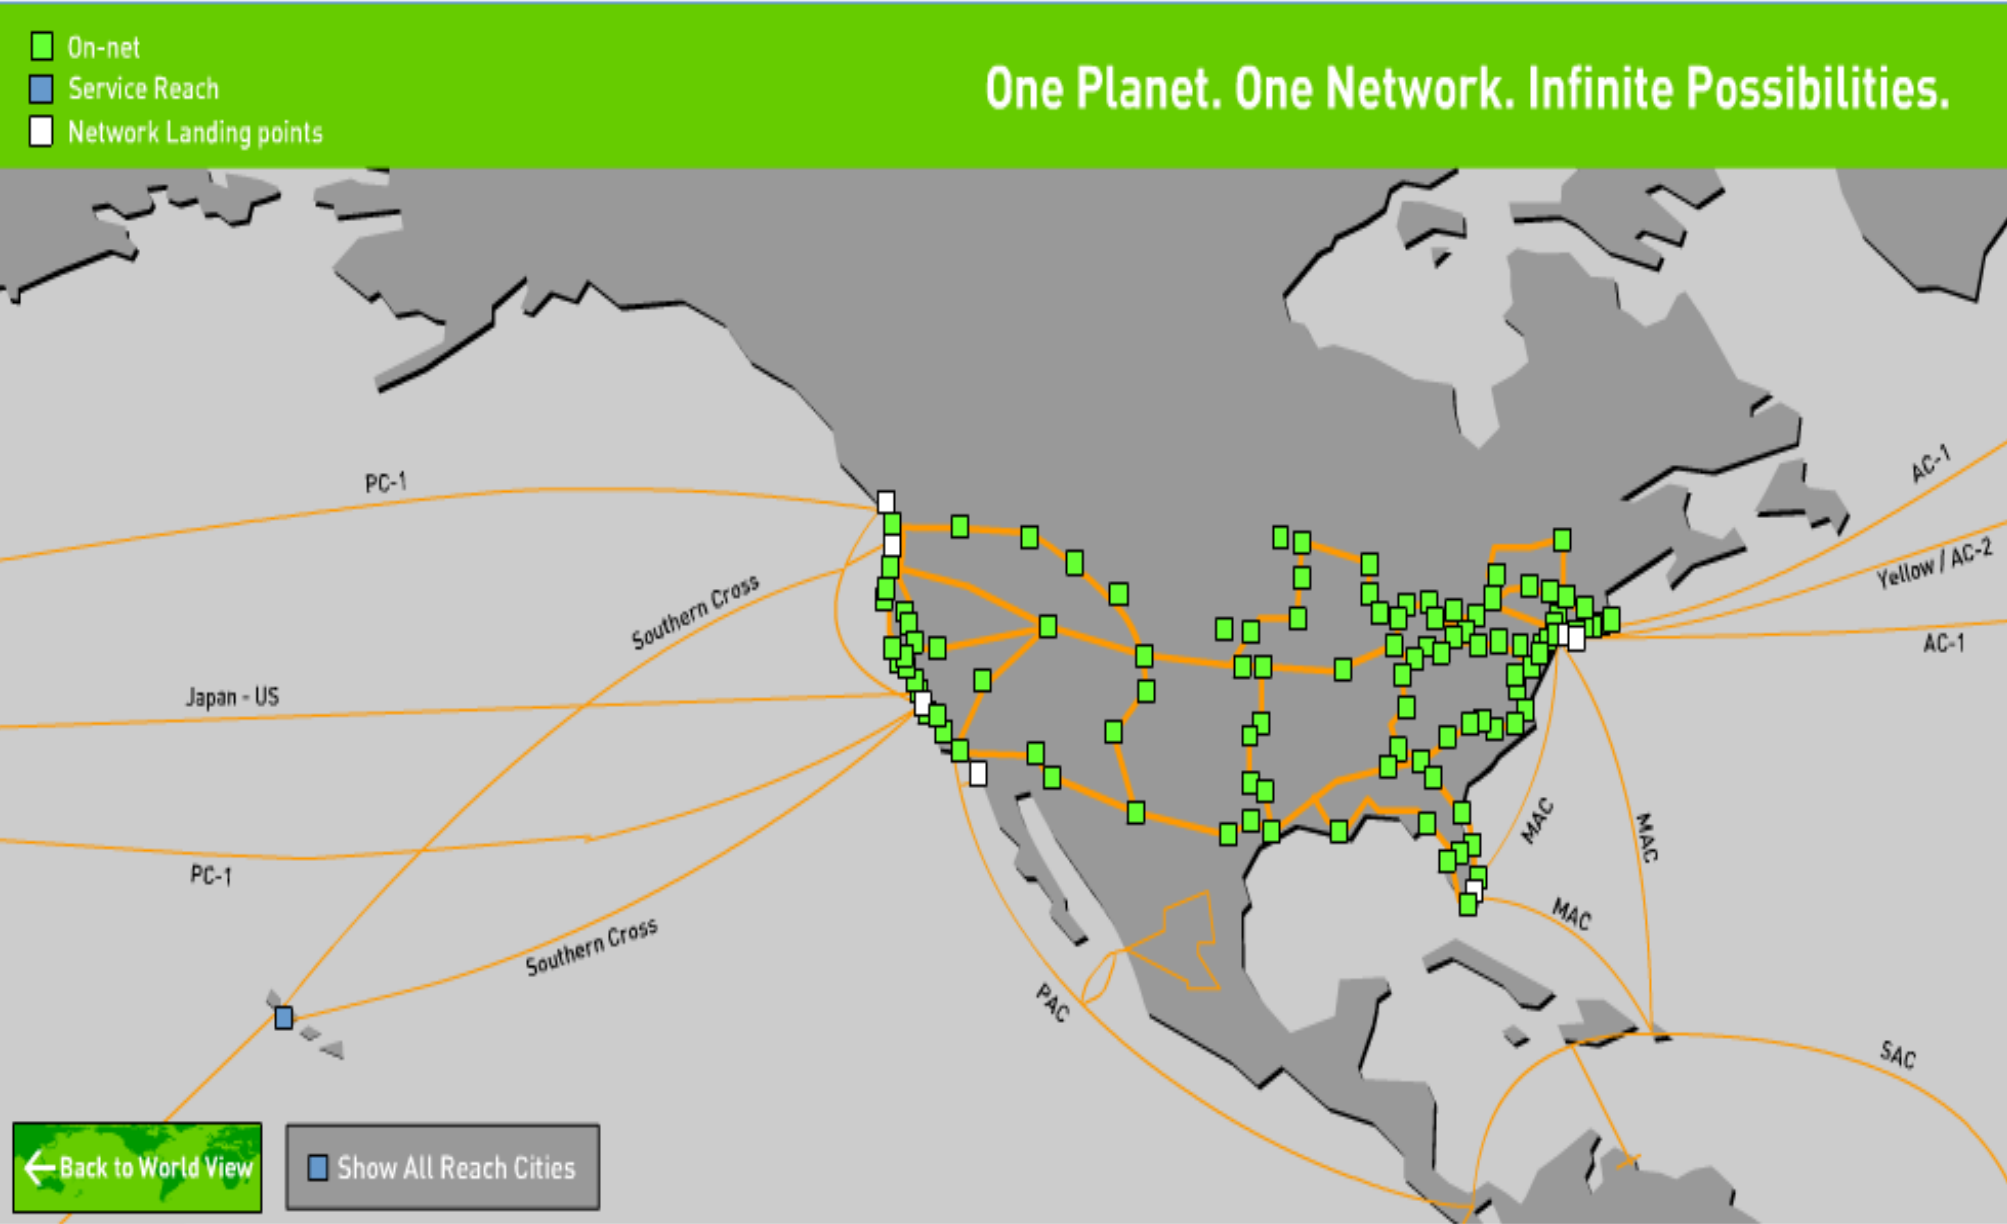 On-net
Service Reach
Network Landing points
One Planet. One Network. Infinite Possibilities.
PC-1
Southern Cross
Japan - US
PC-1
Southern Cross
AC-1
Yellow / AC-2
AC-1
MAC
MAC
MAC
PAC
SAC
Back to World View
Show All Reach Cities